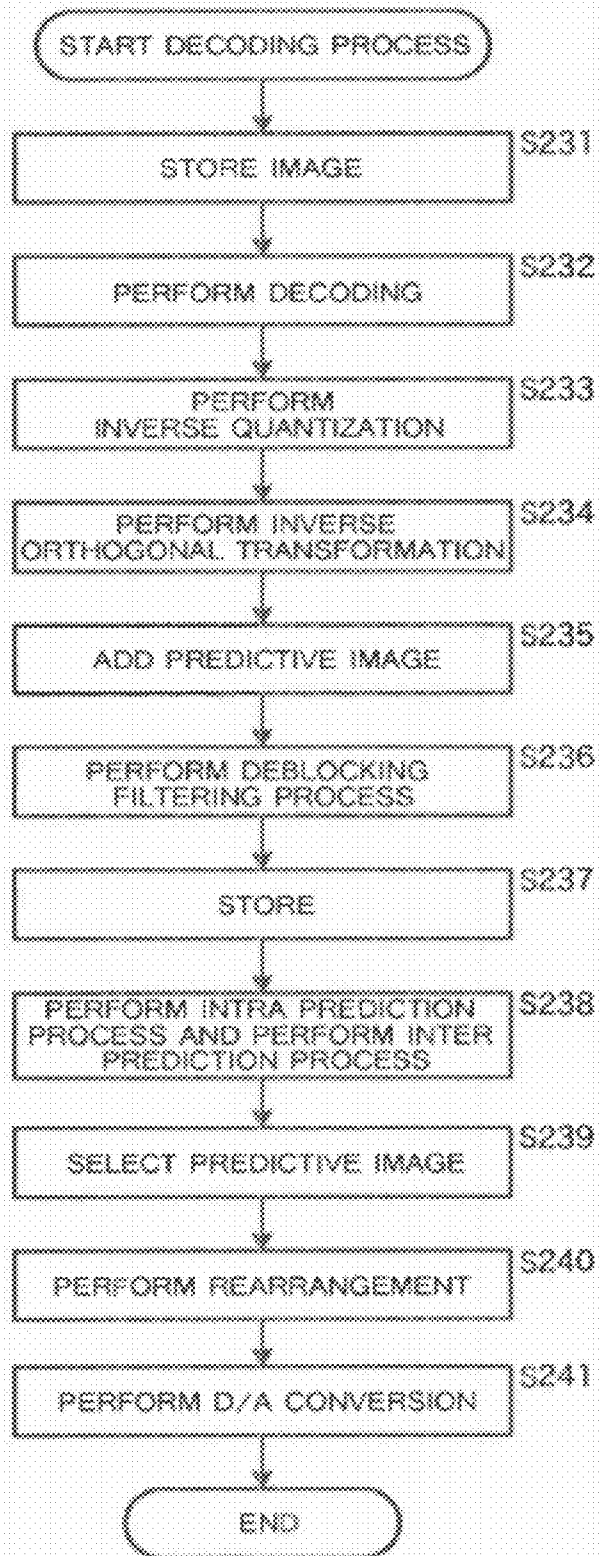 START DECODING PROCESS
S231
STORE IMAGE
S232
PERFORM DECODING
S233
PERFORM
INVERSE QUANTIZATION
S234
PERFORM INVERSE
ORTHOGONAL TRANSFORMATION
S235
ADD PREDICTIVE IMAGE
S236
PERFORM DEBLOCKING
FILTERING PROCESS
S237
STORE
S238
PERFORM INTRA PREDICTION
PROCESS AND PERFORM INTER
PREDICTION PROCESS
S239
SELECT PREDICTIVE IMAGE
S240
PERFORM REARRANGEMENT
S241
PERFORM D/A CONVERSION
END